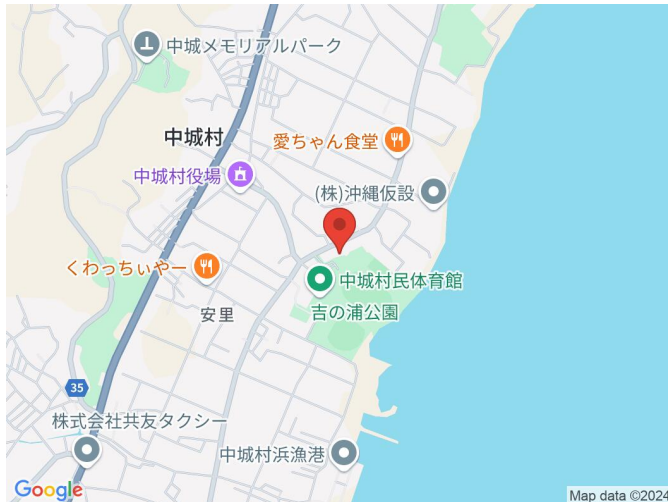 中城メモリアルパーク
中城村
愛ちゃん食堂
中城村役場
(株)沖縄仮設
くわっちぃやー
中城村民体育館
吉の浦公園
安里
35
株式会社共友タクシー
中城村浜漁港
Google
Map data ©2024